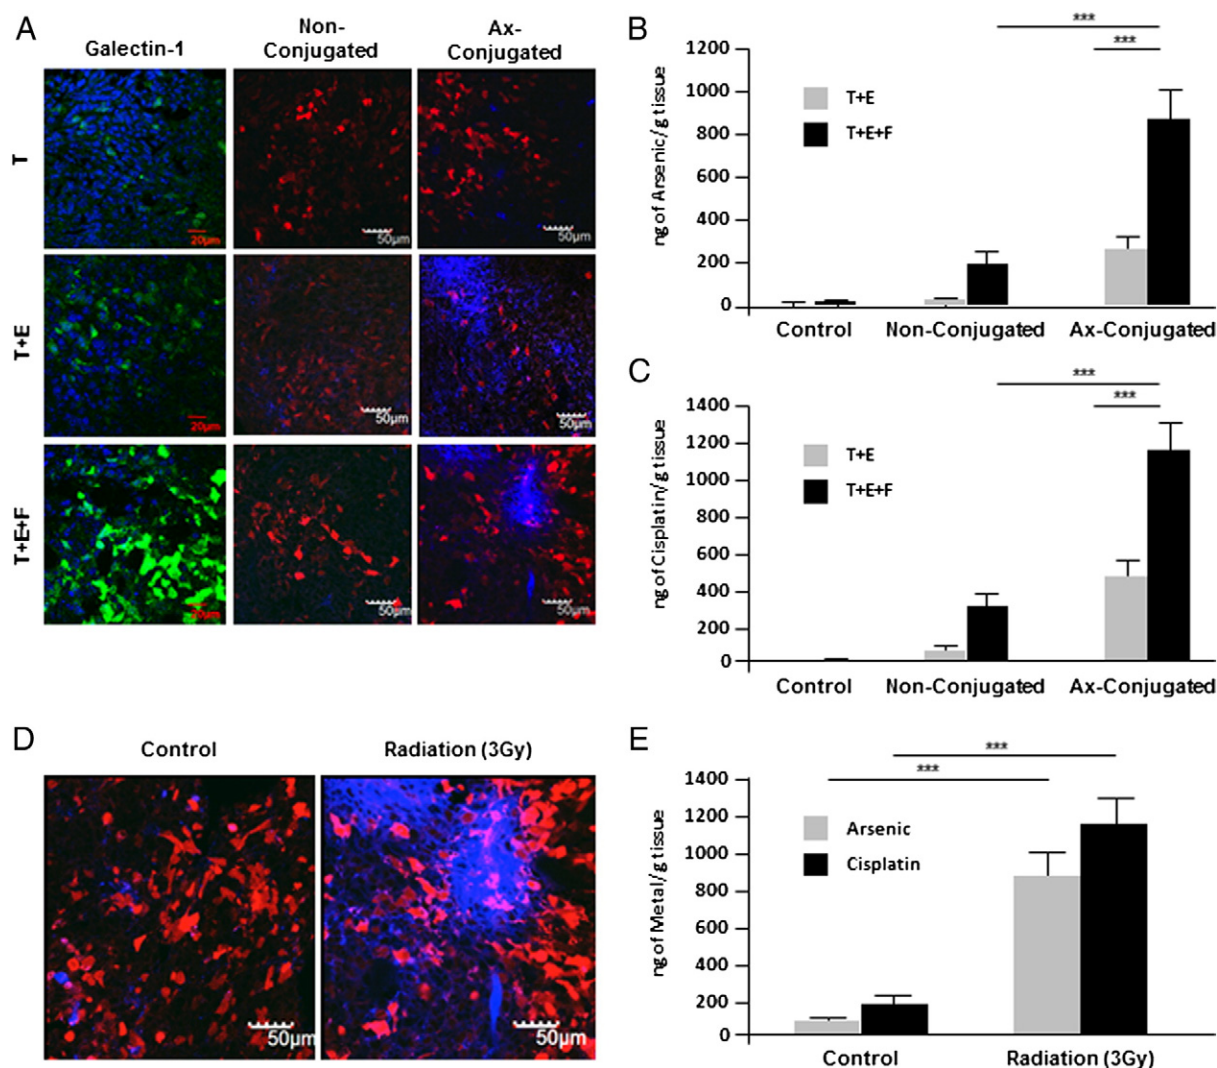 A
Galectin-1
Non-
Conjugated
Ax-
Conjugated
T
20µm
50µm
50µm
T+E
20µm
50µm
50µm
T+E+F
20µm
50µm
50µm
B
***
***
ng of Arsenic/g tissue
1200
1000
800
600
400
200
0
T+E
T+E+F
Control
Non-Conjugated
Ax-Conjugated
C
***
***
ng of Cisplatin/g tissue
1400
1200
1000
800
600
400
200
0
T+E
T+E+F
Control
Non-Conjugated
Ax-Conjugated
D
Control
Radiation (3Gy)
50µm
50µm
E
***
***
ng of Metal/g tissue
1400
1200
1000
800
600
400
200
0
Arsenic
Cisplatin
Control
Radiation (3Gy)